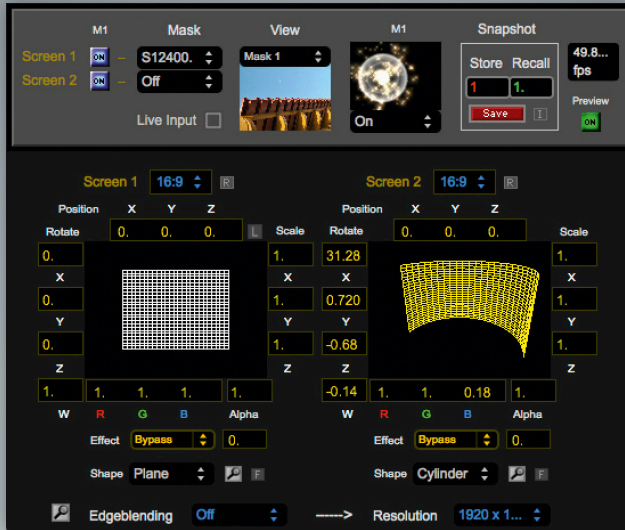 M1 Mask View M1 Snapshot
Screen 1 ON – S12400. Mask 1 Store Recall 49.8... fps
Screen 2 ON – Off 1 1. Preview
Live Input On Save I ON
Screen 1 16:9 R Screen 2 16:9 R
Position X Y Z Position X Y Z
Rotate 0. 0. 0. L Scale Rotate 0. 0. 0. Scale
0. 1. 31.28 1.
X X X X
0. 1. 0.720 1.
Y Y Y Y
0. 1. -0.68 1.
Z Z Z Z
1. 1. 1. 1. 1. -0.14 1. 1. 0.18 1.
W R G B Alpha W R G B Alpha
Effect Bypass 0. Effect Bypass 0.
Shape Plane F Shape Cylinder F
Edgeblending Off -----> Resolution 1920 x 1...